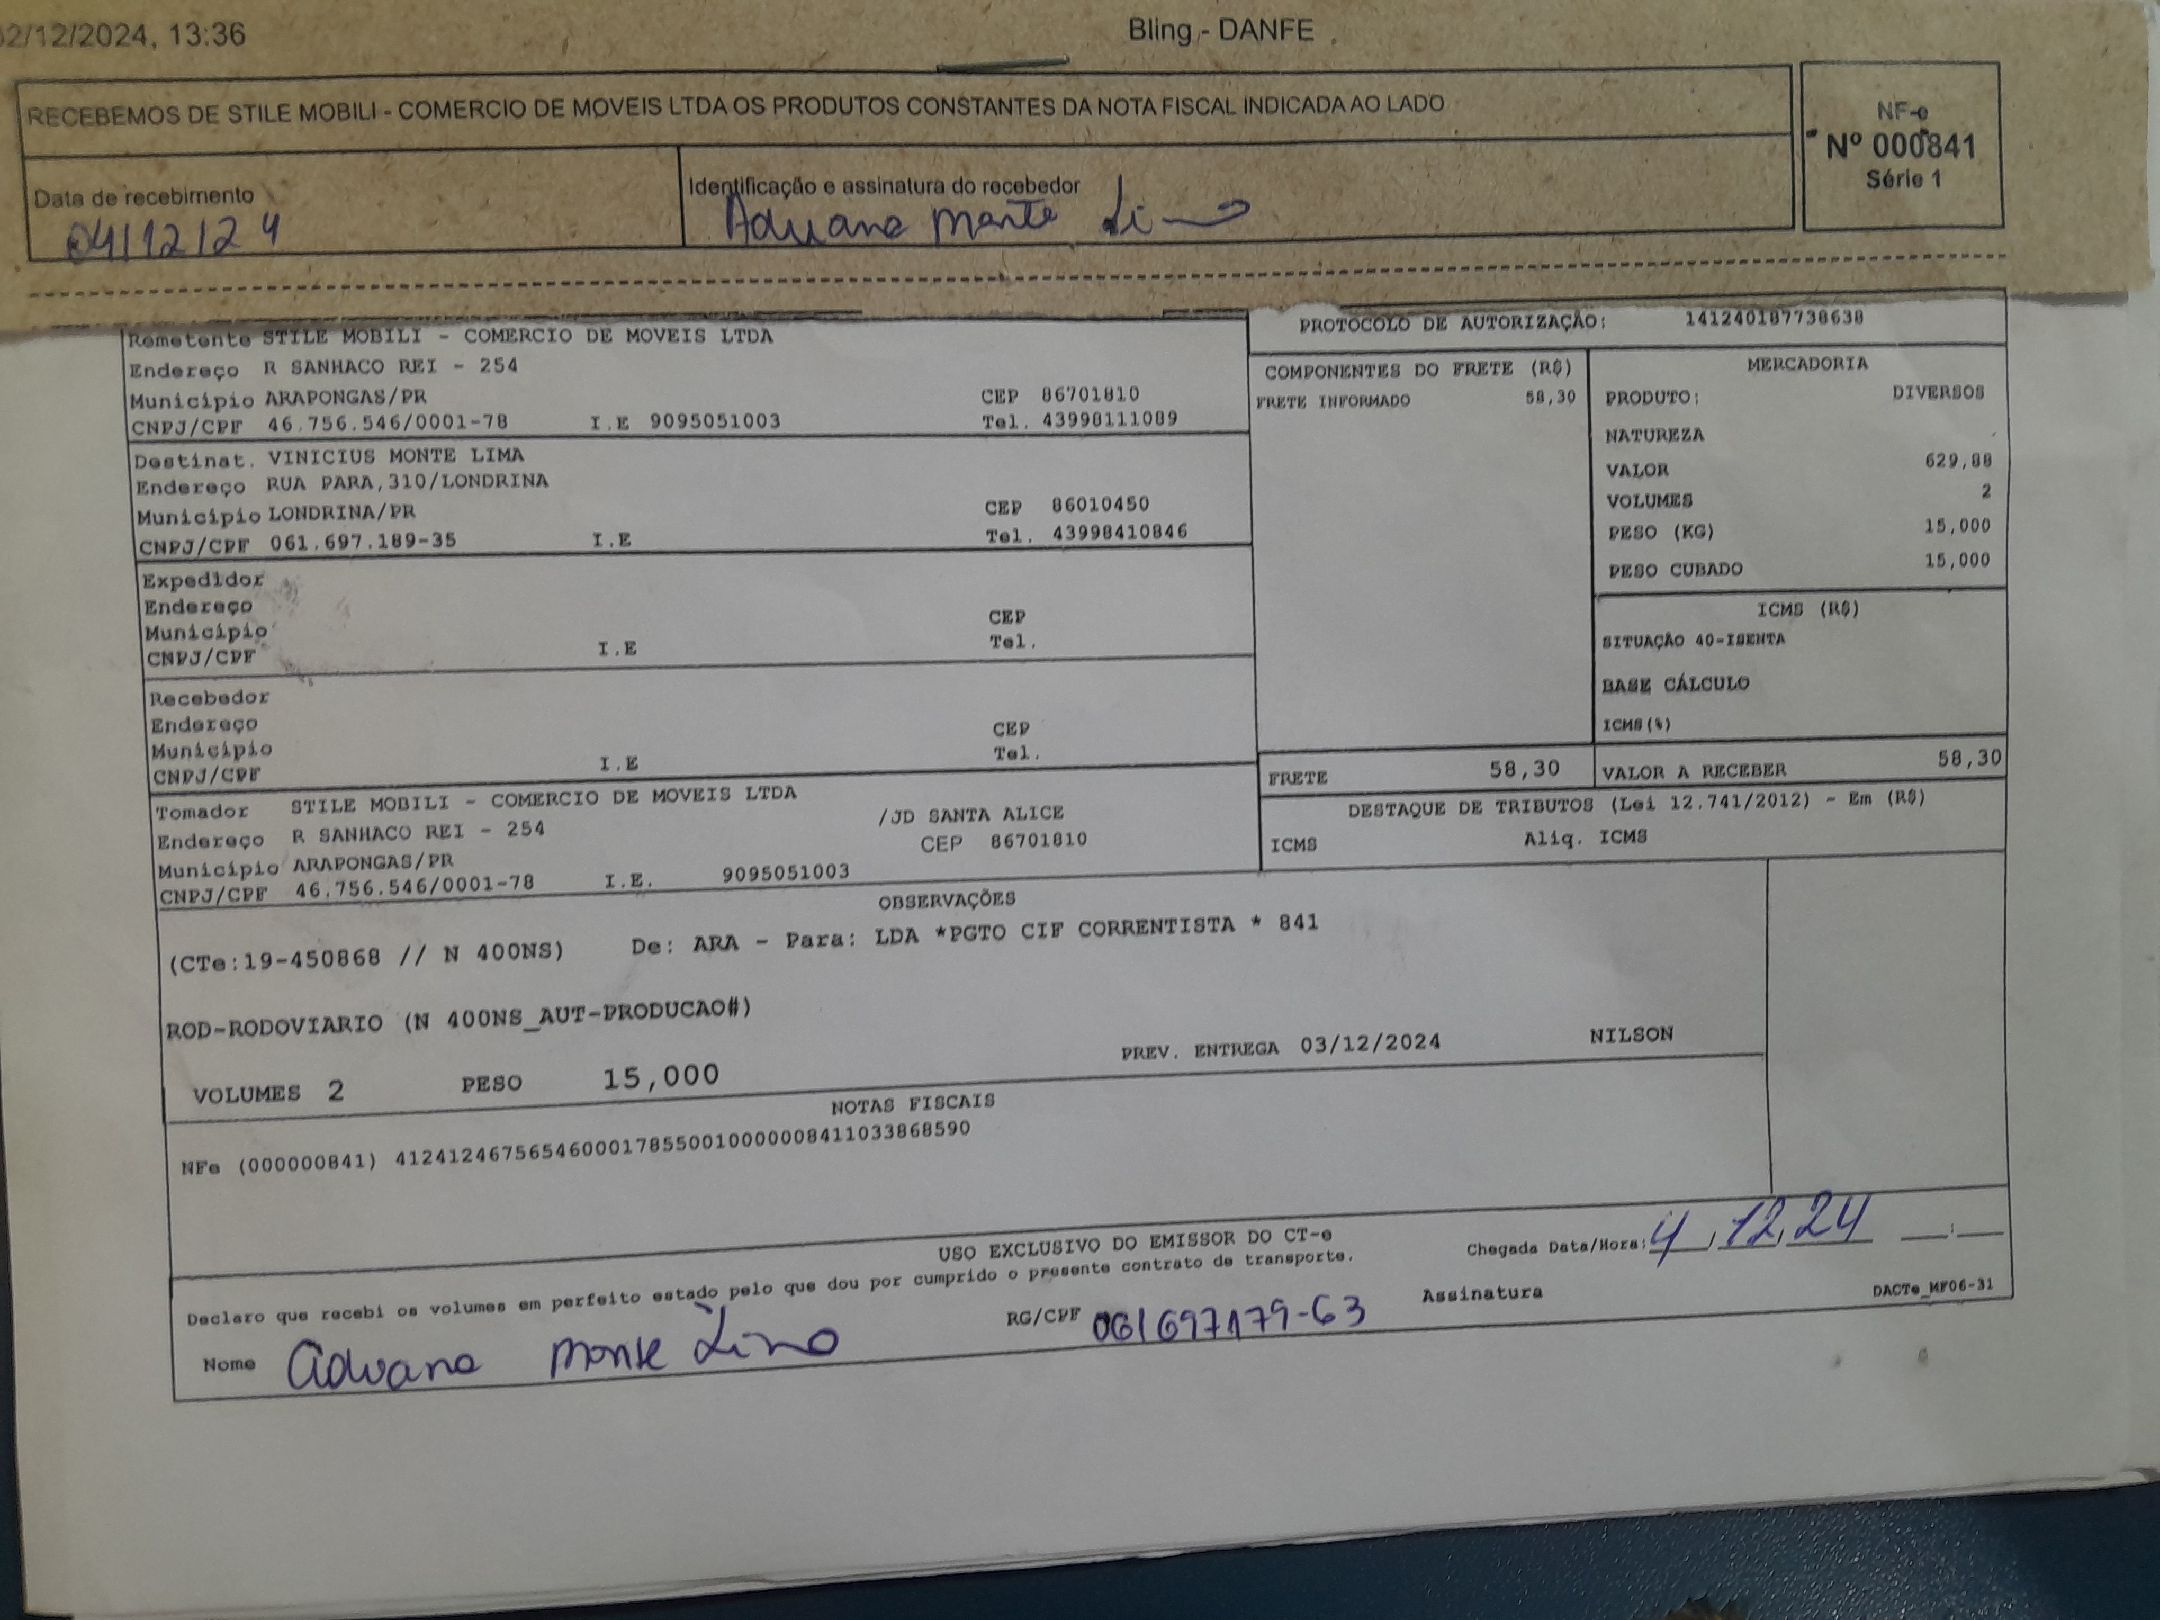 02/12/2024, 13:36 Bling - DANFE
RECEBEMOS DE STILE MOBILI - COMERCIO DE MOVEIS LTDA OS PRODUTOS CONSTANTES DA NOTA FISCAL INDICADA AO LADO
NF-e
Nº 000841
Série 1
Data de recebimento
04/12/24
Identificação e assinatura do recebedor
Monte
Remetente STILE MOBILI - COMERCIO DE MOVEIS LTDA
Endereço R SANHACO REI - 254
Município ARAPONGAS/PR CEP 86701810
CNPJ/CPF 46.756.546/0001-78 I.E 9095051003 Tel. 43998111089
Destinat. VINICIUS MONTE LIMA
Endereço RUA PARA,310/LONDRINA
Município LONDRINA/PR CEP 86010450
CNPJ/CPF 061.697.189-35 I.E Tel. 43998410846
Expedidor
Endereço
Município CEP
CNPJ/CPF I.E Tel.
Recebedor
Endereço
Município CEP
CNPJ/CPF I.E Tel.
Tomador STILE MOBILI - COMERCIO DE MOVEIS LTDA
Endereço R SANHACO REI - 254 /JD SANTA ALICE
Município ARAPONGAS/PR CEP 86701810
CNPJ/CPF 46.756.546/0001-78 I.E. 9095051003
PROTOCOLO DE AUTORIZAÇÃO: 141240187738638
COMPONENTES DO FRETE (R$)
FRETE INFORMADO 58,30
MERCADORIA
PRODUTO: DIVERSOS
NATUREZA
VALOR 629,88
VOLUMES 2
PESO (KG) 15,000
PESO CUBADO 15,000
ICMS (R$)
SITUAÇÃO 40-ISENTA
BASE CÁLCULO
ICMS(%)
FRETE 58,30 VALOR A RECEBER 58,30
DESTAQUE DE TRIBUTOS (Lei 12.741/2012) - Em (R$)
ICMS Aliq. ICMS
OBSERVAÇÕES
(CTe:19-450868 // N 400NS) De: ARA - Para: LDA *PGTO CIF CORRENTISTA * 841
ROD-RODOVIARIO (N 400NS_AUT-PRODUCAO#)
VOLUMES 2 PESO 15,000 PREV. ENTREGA 03/12/2024 NILSON
NOTAS FISCAIS
NFe (000000841) 41241246756546000178550010000008411033868590
USO EXCLUSIVO DO EMISSOR DO CT-e
Chegada Data/Hora: 4, 12, 24 __:__
Declaro que recebi os volumes em perfeito estado pelo que dou por cumprido o presente contrato de transporte.
Nome Monte RG/CPF 061697179-63 Assinatura DACTe_MF06-31